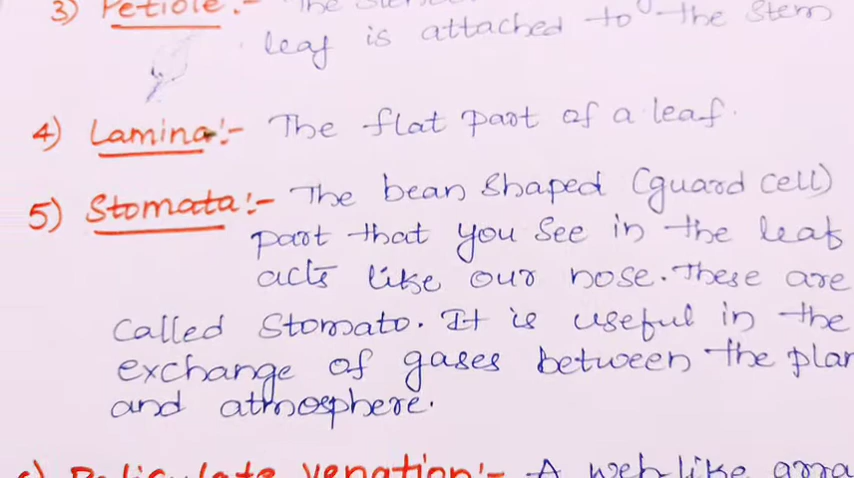 3) Petiole :- The
leaf is attached to the stem
4) Lamina :- The flat part of a leaf.
5) Stomata :- The bean shaped (guard cell)
part that you see in the leaf
acts like our nose. These are
called Stomato. It is useful in the
exchange of gases between the plan
and atmosphere.
Reticulate venation :- A web like arra